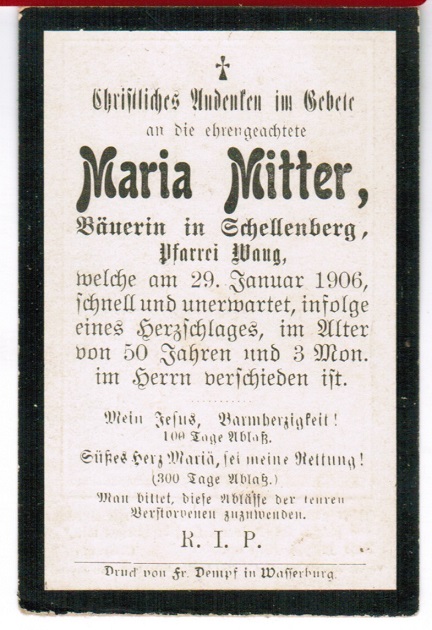 Christliches Andenken im Gebete
an die ehrengeachtete
Maria Mitter,
Bäuerin in Schellenberg,
Pfarrei Wang,
welche am 29. Januar 1906,
schnell und unerwartet, infolge
eines Herzschlages, im Alter
von 50 Jahren und 3 Mon.
im Herrn verschieden ist.
Mein Jesus, Barmherzigkeit!
100 Tage Ablaß.
Süßes Herz Mariä, sei meine Rettung!
(300 Tage Ablaß.)
Man bittet, diese Ablässe der teuren
Verstorbenen zuzuwenden.
R. I. P.
Druck von Fr. Dempf in Wasserburg.